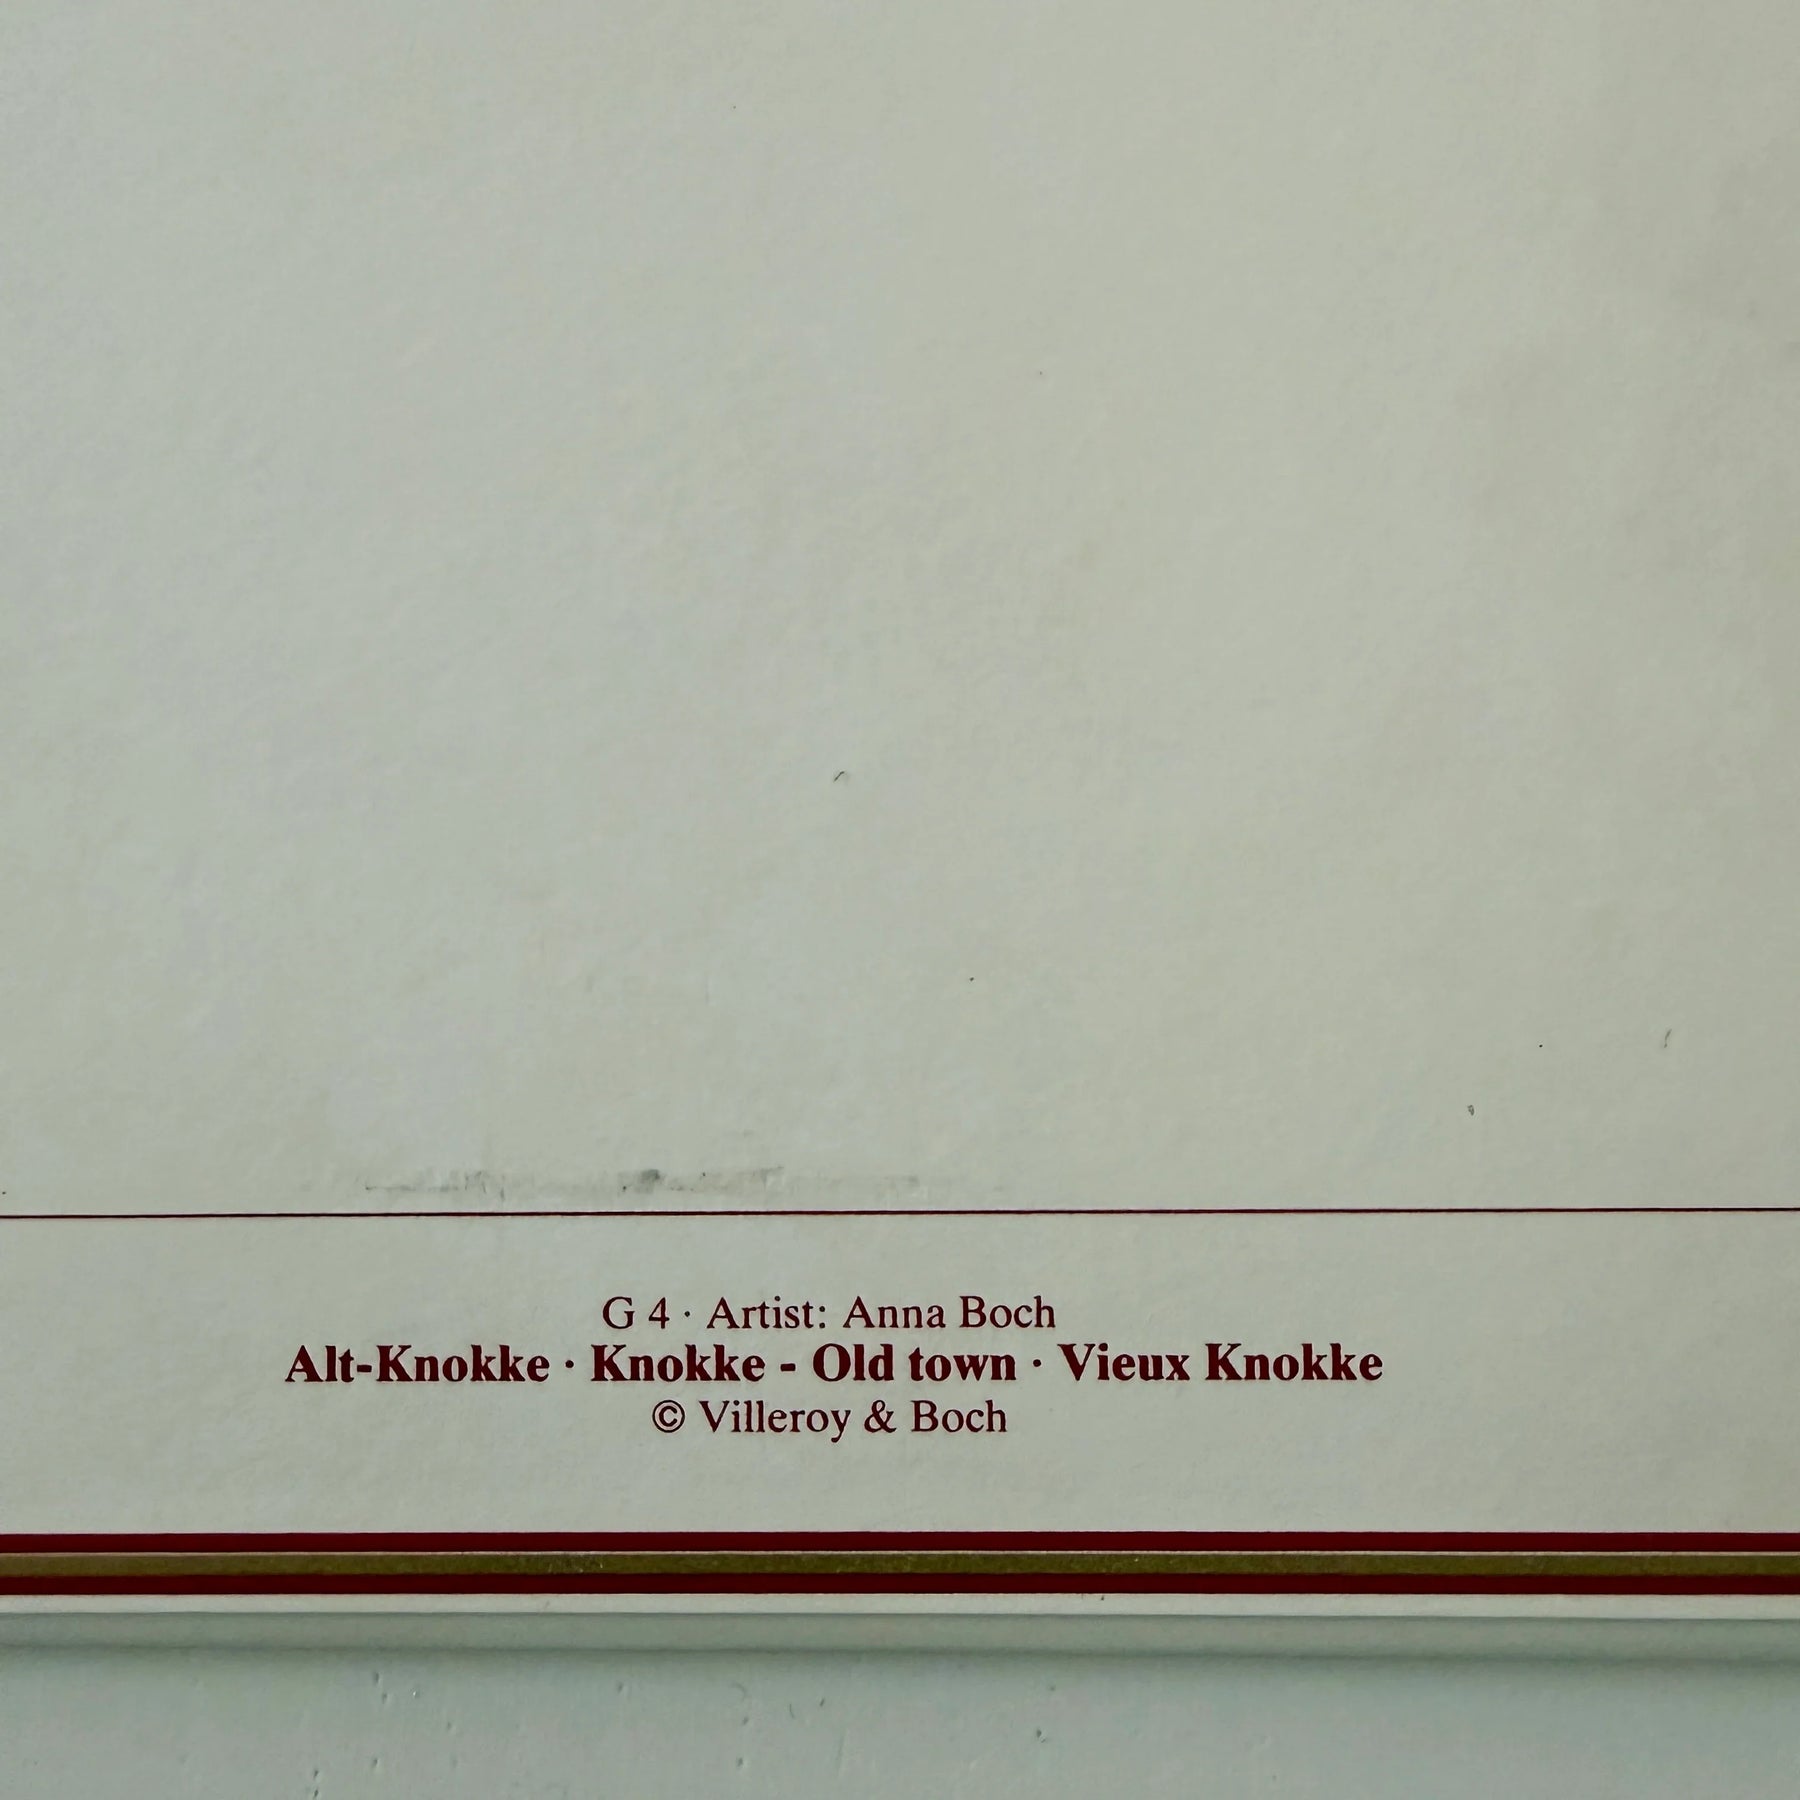 G 4 · Artist: Anna Boch
Alt-Knokke · Knokke - Old town · Vieux Knokke
© Villeroy & Boch